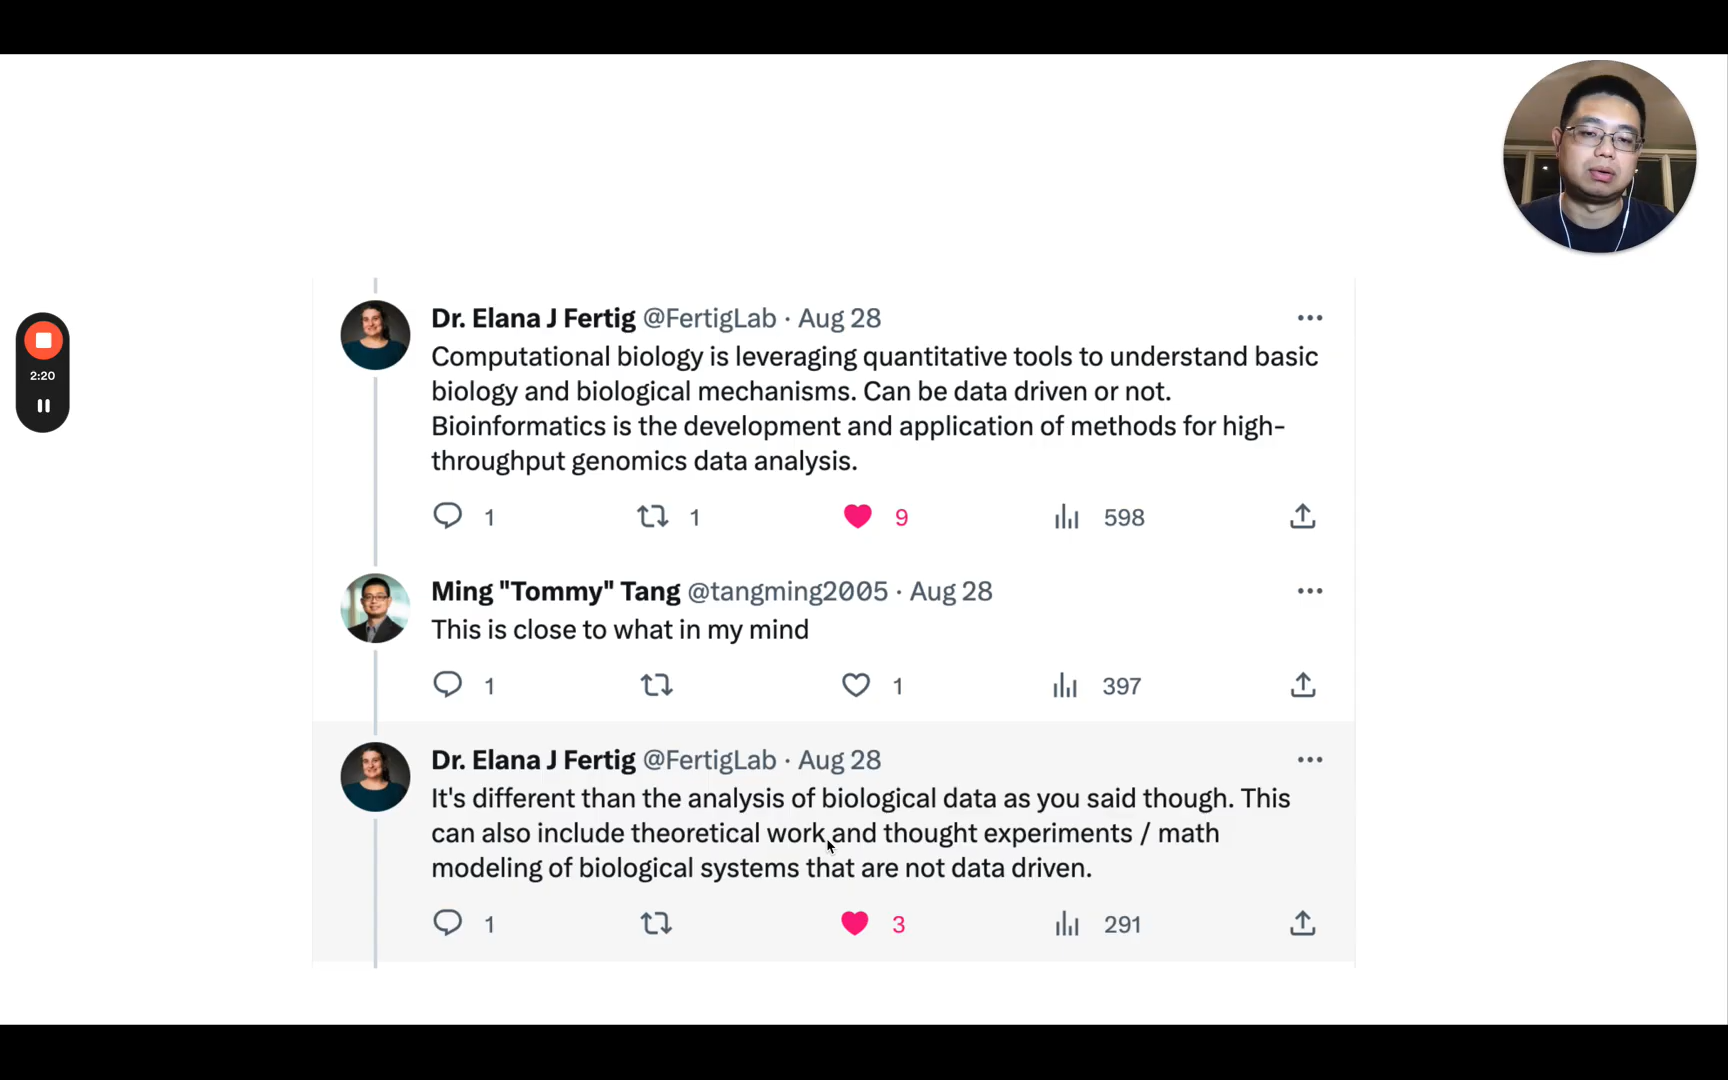 2:20
Dr. Elana J Fertig @FertigLab · Aug 28
Computational biology is leveraging quantitative tools to understand basic
biology and biological mechanisms. Can be data driven or not.
Bioinformatics is the development and application of methods for high-
throughput genomics data analysis.
1 1 9 598
Ming "Tommy" Tang @tangming2005 · Aug 28
This is close to what in my mind
1 1 397
Dr. Elana J Fertig @FertigLab · Aug 28
It's different than the analysis of biological data as you said though. This
can also include theoretical work and thought experiments / math
modeling of biological systems that are not data driven.
1 3 291